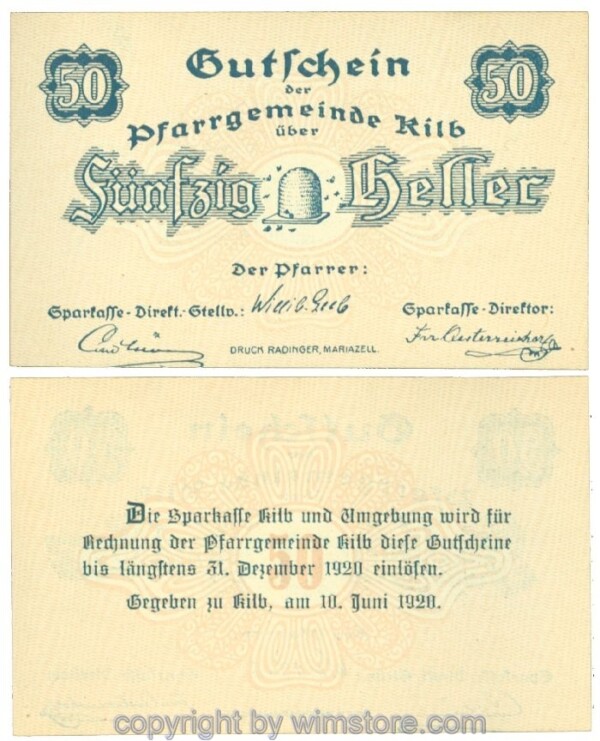 50
50
Gutschein
der
Pfarrgemeinde Kilb
über
Fünfzig Heller
Der Pfarrer:
Sparkasse-Direkt.-Stellv.:
Sparkasse-Direktor:
DRUCK RADINGER, MARIAZELL.
50
Die Sparkasse Kilb und Umgebung wird für
Rechnung der Pfarrgemeinde Kilb diese Gutscheine
bis längstens 31. Dezember 1920 einlösen.
Gegeben zu Kilb, am 10. Juni 1920.
copyright by wimstore.com